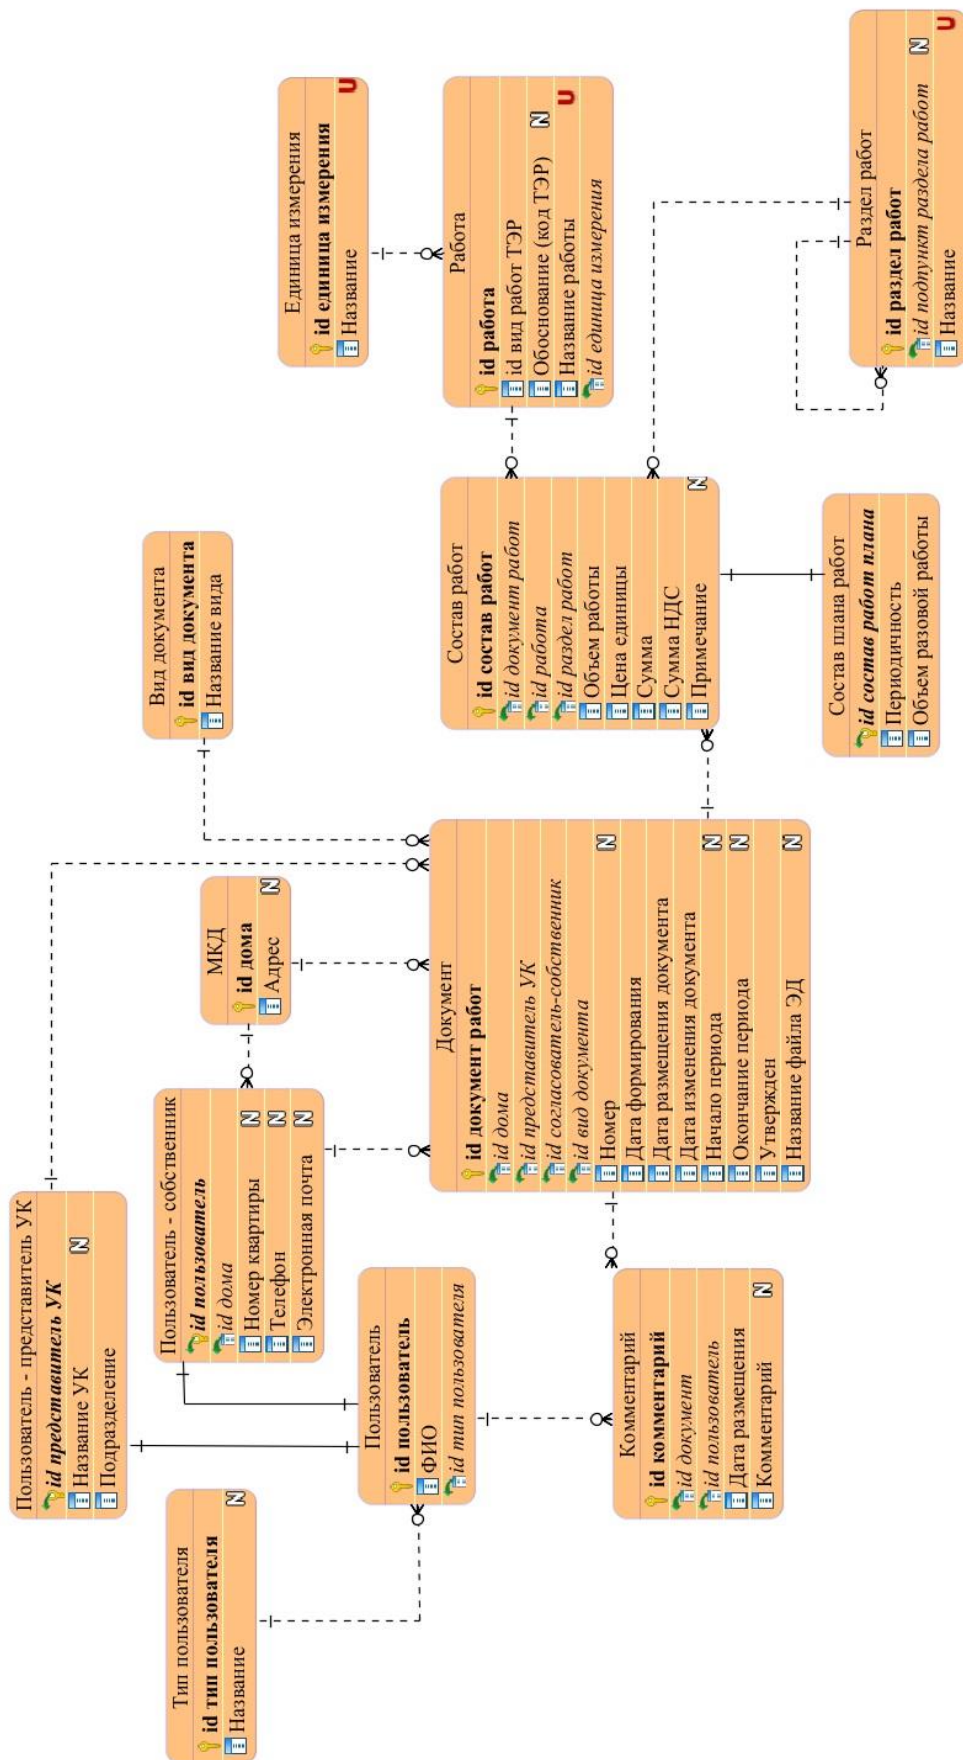 Тип пользователя
id тип пользователя
Название
N
Пользователь - представитель УК
id представитель УК
Название УК
N
Подразделение
Пользователь
id пользователь
ФИО
id тип пользователя
Пользователь - собственник
id пользователь
id дома
Номер квартиры
N
Телефон
N
Электронная почта
N
Комментарий
id комментарий
id документ
id пользователь
Дата размещения
Комментарий
N
МКД
id дома
Адрес
N
Документ
id документ работ
id дома
id представитель УК
id согласователь-собственник
id вид документа
Номер
N
Дата формирования
Дата размещения документа
Дата изменения документа
Начало периода
N
Окончание периода
N
Утвержден
Название файла ЭД
N
Вид документа
id вид документа
Название вида
Состав работ
id состав работ
id документ работ
id работа
id раздел работ
Объем работы
Цена единицы
Сумма
Сумма НДС
Примечание
N
Состав плана работ
id состав работ плана
Периодичность
Объем разовой работы
Единица измерения
id единица измерения
Название
U
Работа
id работа
id вид работ ТЭР
Обоснование (код ТЭР)
N
Название работы
U
id единица измерения
Раздел работ
id раздел работ
id подпункт раздела работ
N
Название
U